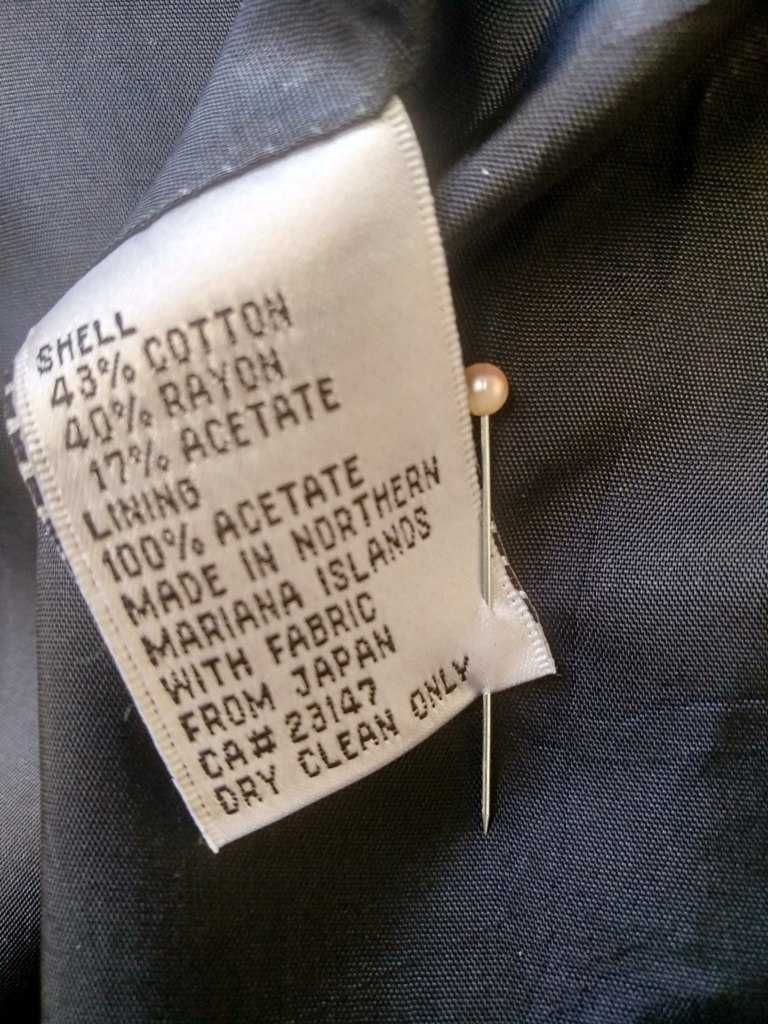 SHELL
43% COTTON
40% RAYON
17% ACETATE
LINING
100% ACETATE
MADE IN NORTHERN
MARIANA ISLANDS
WITH FABRIC
FROM JAPAN
CA# 23147
DRY CLEAN ONLY